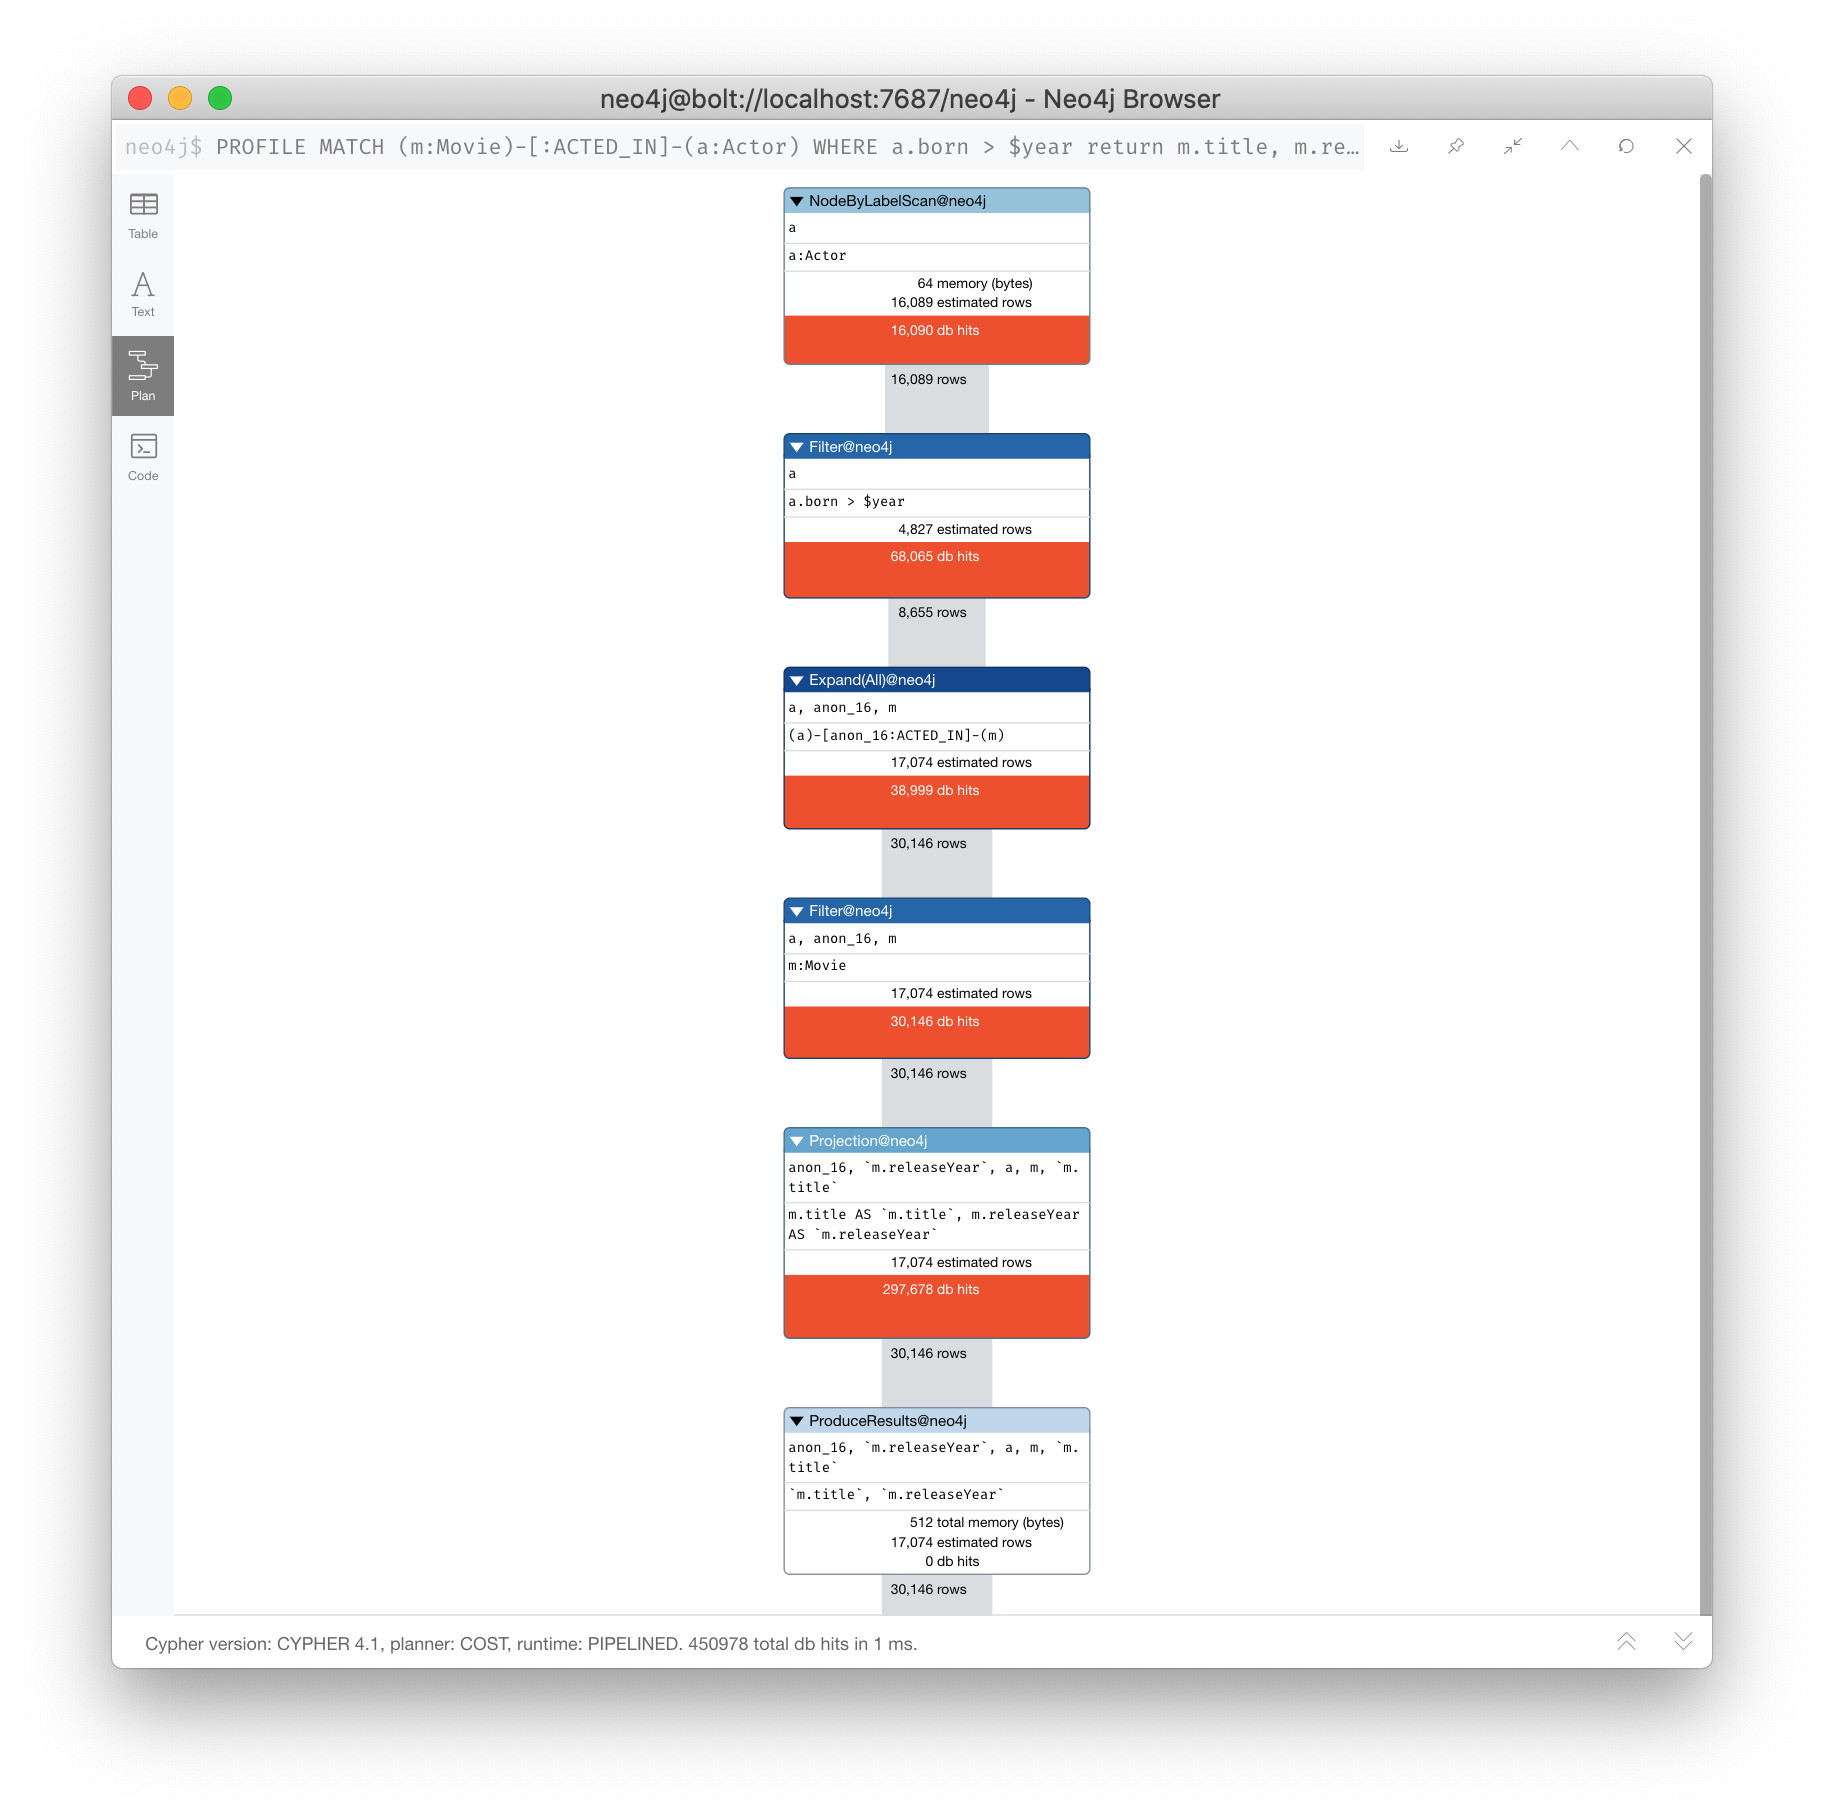 neo4j@bolt://localhost:7687/neo4j - Neo4j Browser
neo4j$ PROFILE MATCH (m:Movie)-[:ACTED_IN]-(a:Actor) WHERE a.born > $year return m.title, m.re…
Table
Text
Plan
Code
NodeByLabelScan@neo4j
a
a:Actor
64 memory (bytes)
16,089 estimated rows
16,090 db hits
16,089 rows
Filter@neo4j
a
a.born > $year
4,827 estimated rows
68,065 db hits
8,655 rows
Expand(All)@neo4j
a, anon_16, m
(a)-[anon_16:ACTED_IN]-(m)
17,074 estimated rows
38,999 db hits
30,146 rows
Filter@neo4j
a, anon_16, m
m:Movie
17,074 estimated rows
30,146 db hits
30,146 rows
Projection@neo4j
anon_16, `m.releaseYear`, a, m, `m.
title`
m.title AS `m.title`, m.releaseYear
AS `m.releaseYear`
17,074 estimated rows
297,678 db hits
30,146 rows
ProduceResults@neo4j
anon_16, `m.releaseYear`, a, m, `m.
title`
`m.title`, `m.releaseYear`
512 total memory (bytes)
17,074 estimated rows
0 db hits
30,146 rows
Cypher version: CYPHER 4.1, planner: COST, runtime: PIPELINED. 450978 total db hits in 1 ms.